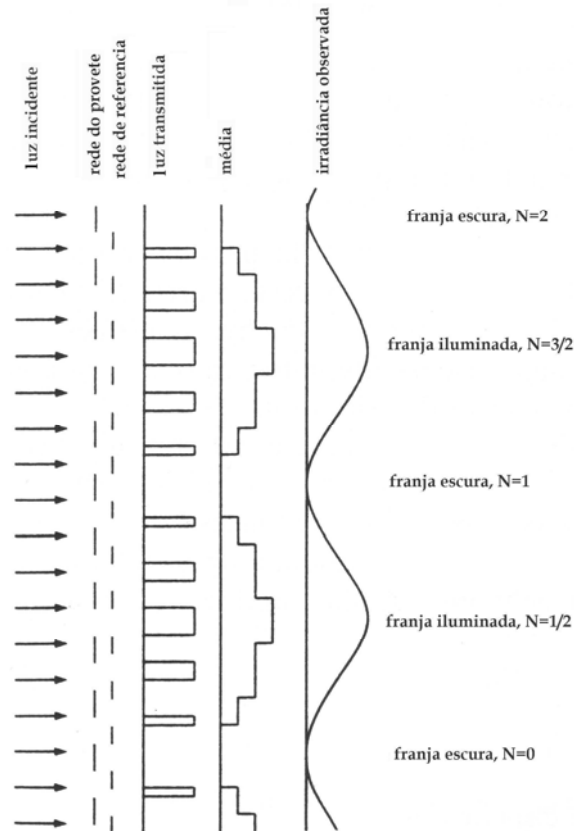 luz incidente
rede do provete
rede de referencia
luz transmitida
média
irradiância observada
franja escura, N=2
franja iluminada, N=3/2
franja escura, N=1
franja iluminada, N=1/2
franja escura, N=0